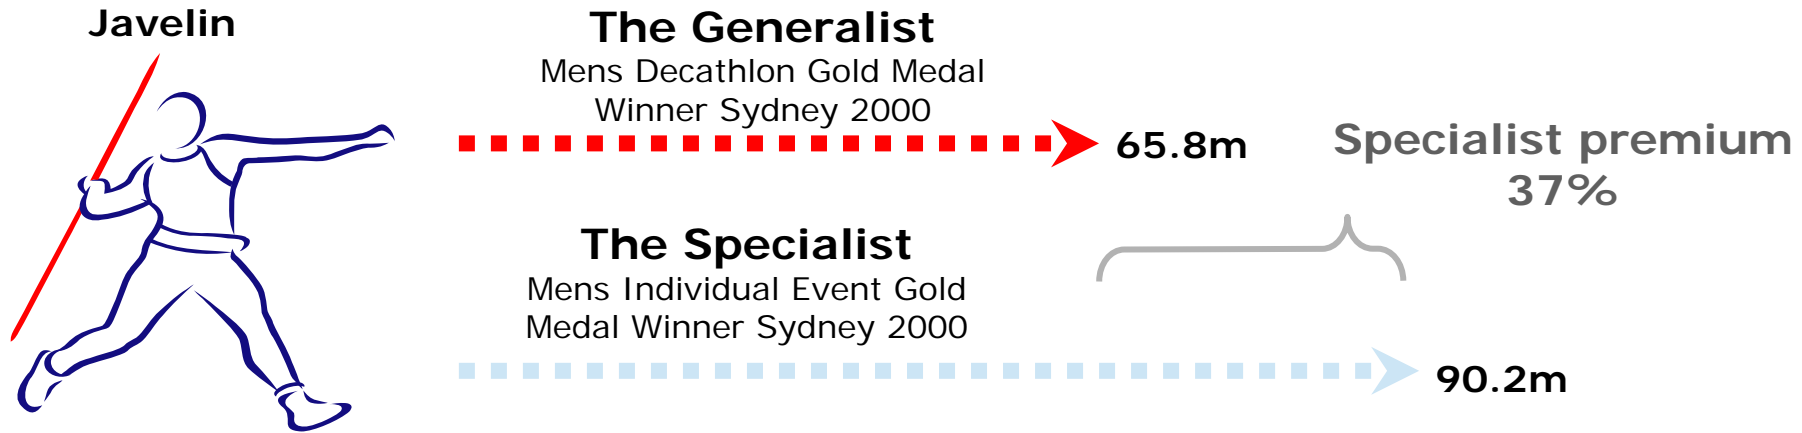 Javelin
The Generalist
Mens Decathlon Gold Medal
Winner Sydney 2000
65.8m
Specialist premium
37%
The Specialist
Mens Individual Event Gold
Medal Winner Sydney 2000
90.2m